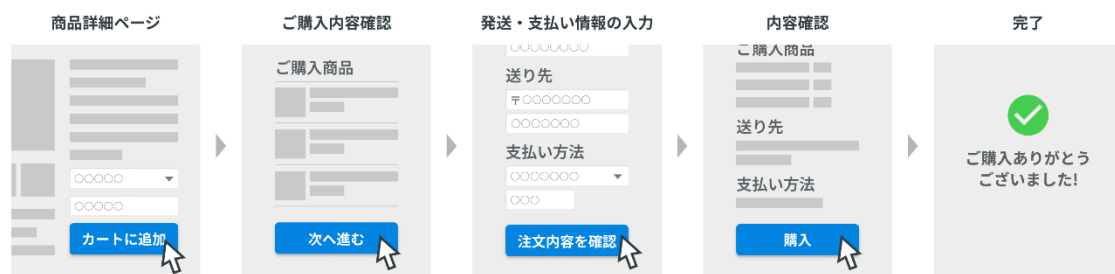 商品詳細ページ
○○○○○
○○○○○
カートに追加
ご購入内容確認
ご購入商品
次へ進む
発送・支払い情報の入力
○○○○○○○○
送り先
〒○○○○○○○
○○○○○○○
支払い方法
○○○○○○○
○○○
注文内容を確認
内容確認
ご購入商品
送り先
支払い方法
購入
完了
ご購入ありがとう
ございました!